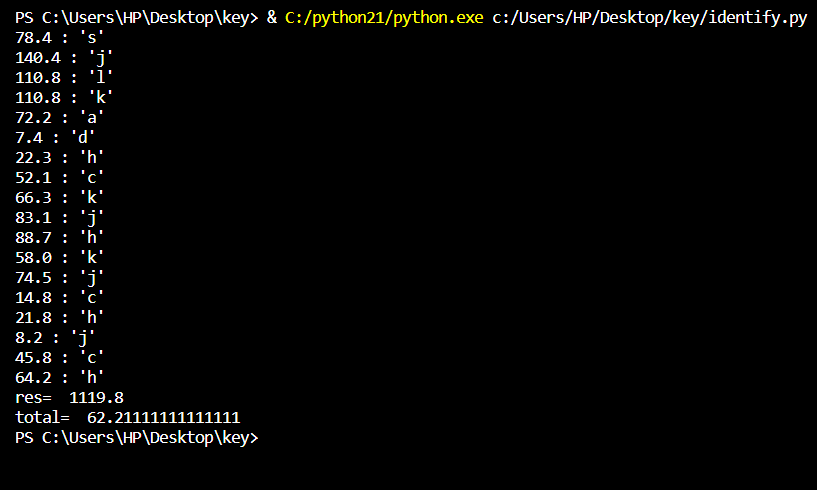 PS C:\Users\HP\Desktop\key> & C:/python21/python.exe c:/Users/HP/Desktop/key/identify.py
78.4 : 's'
140.4 : 'j'
110.8 : 'l'
110.8 : 'k'
72.2 : 'a'
7.4 : 'd'
22.3 : 'h'
52.1 : 'c'
66.3 : 'k'
83.1 : 'j'
88.7 : 'h'
58.0 : 'k'
74.5 : 'j'
14.8 : 'c'
21.8 : 'h'
8.2 : 'j'
45.8 : 'c'
64.2 : 'h'
res=  1119.8
total=  62.21111111111111
PS C:\Users\HP\Desktop\key>